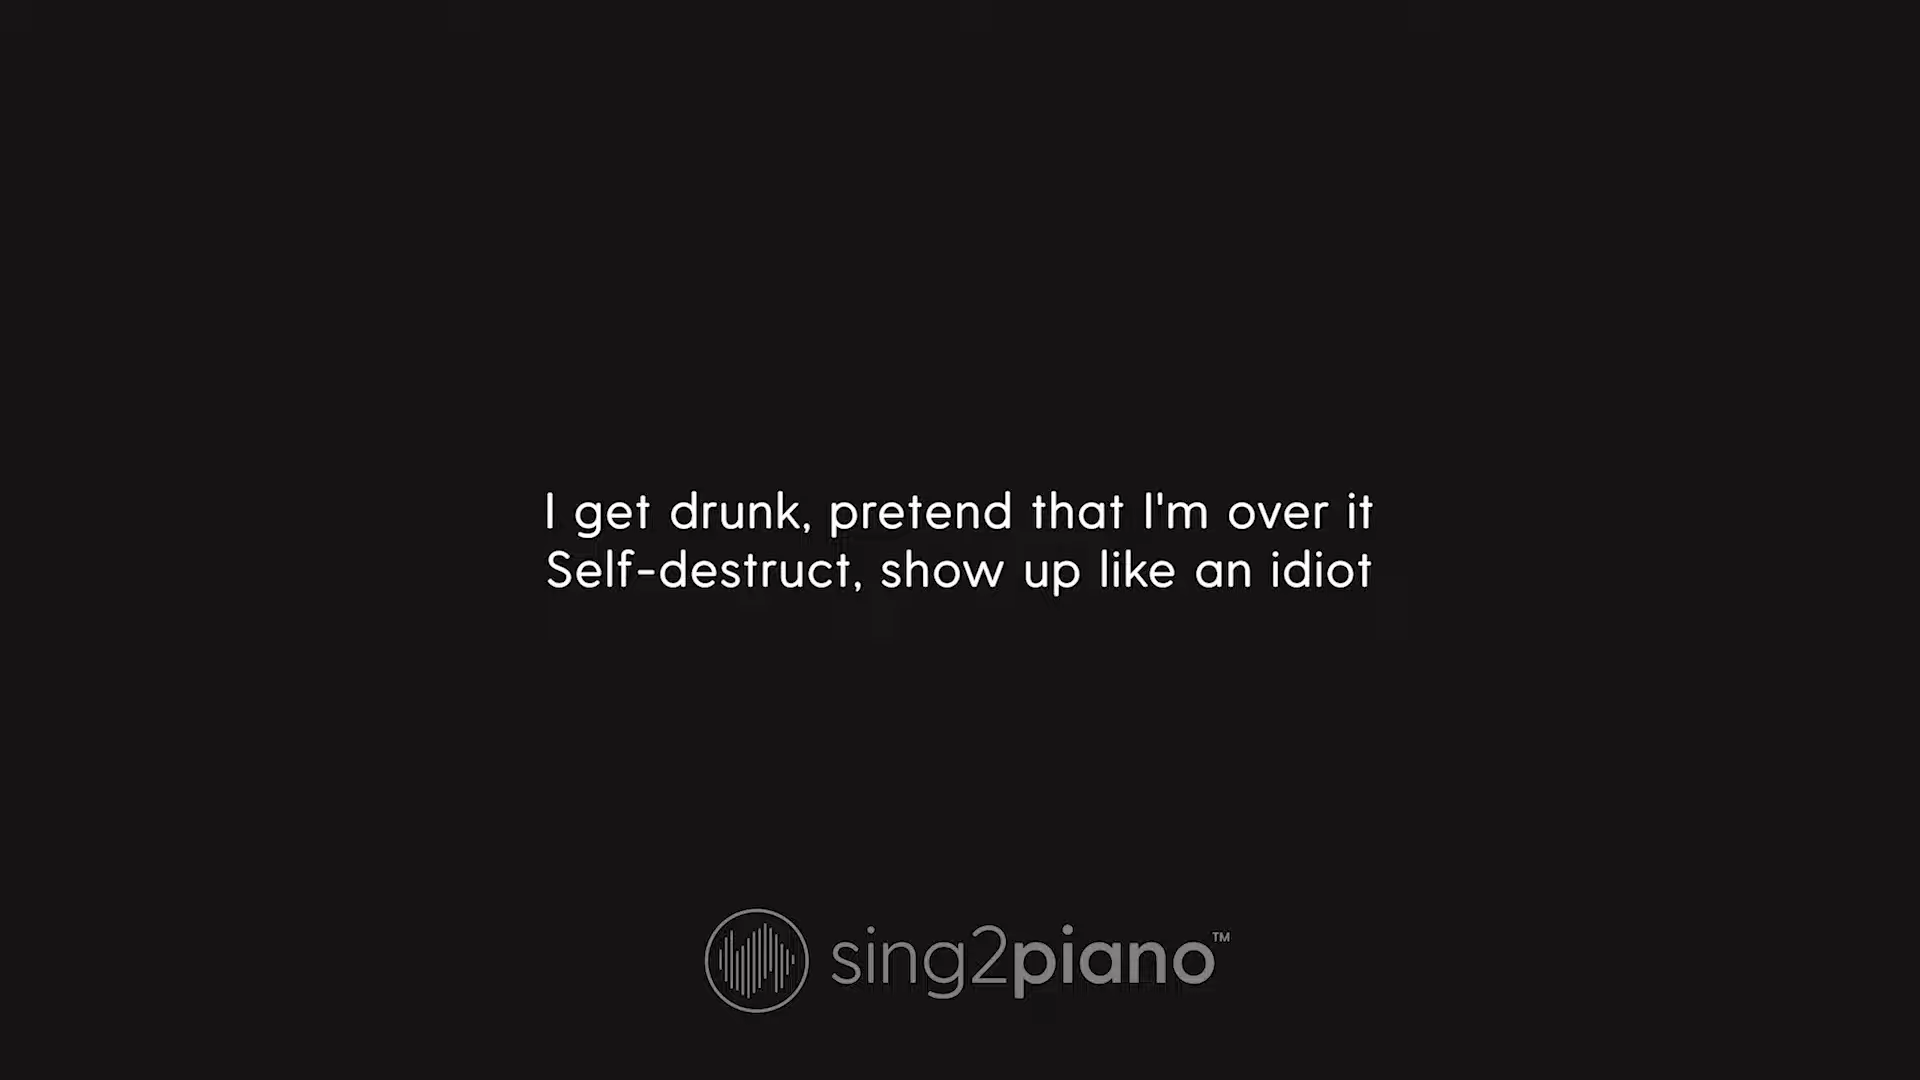 I get drunk, pretend that I'm over it
Self-destruct, show up like an idiot
sing2piano™